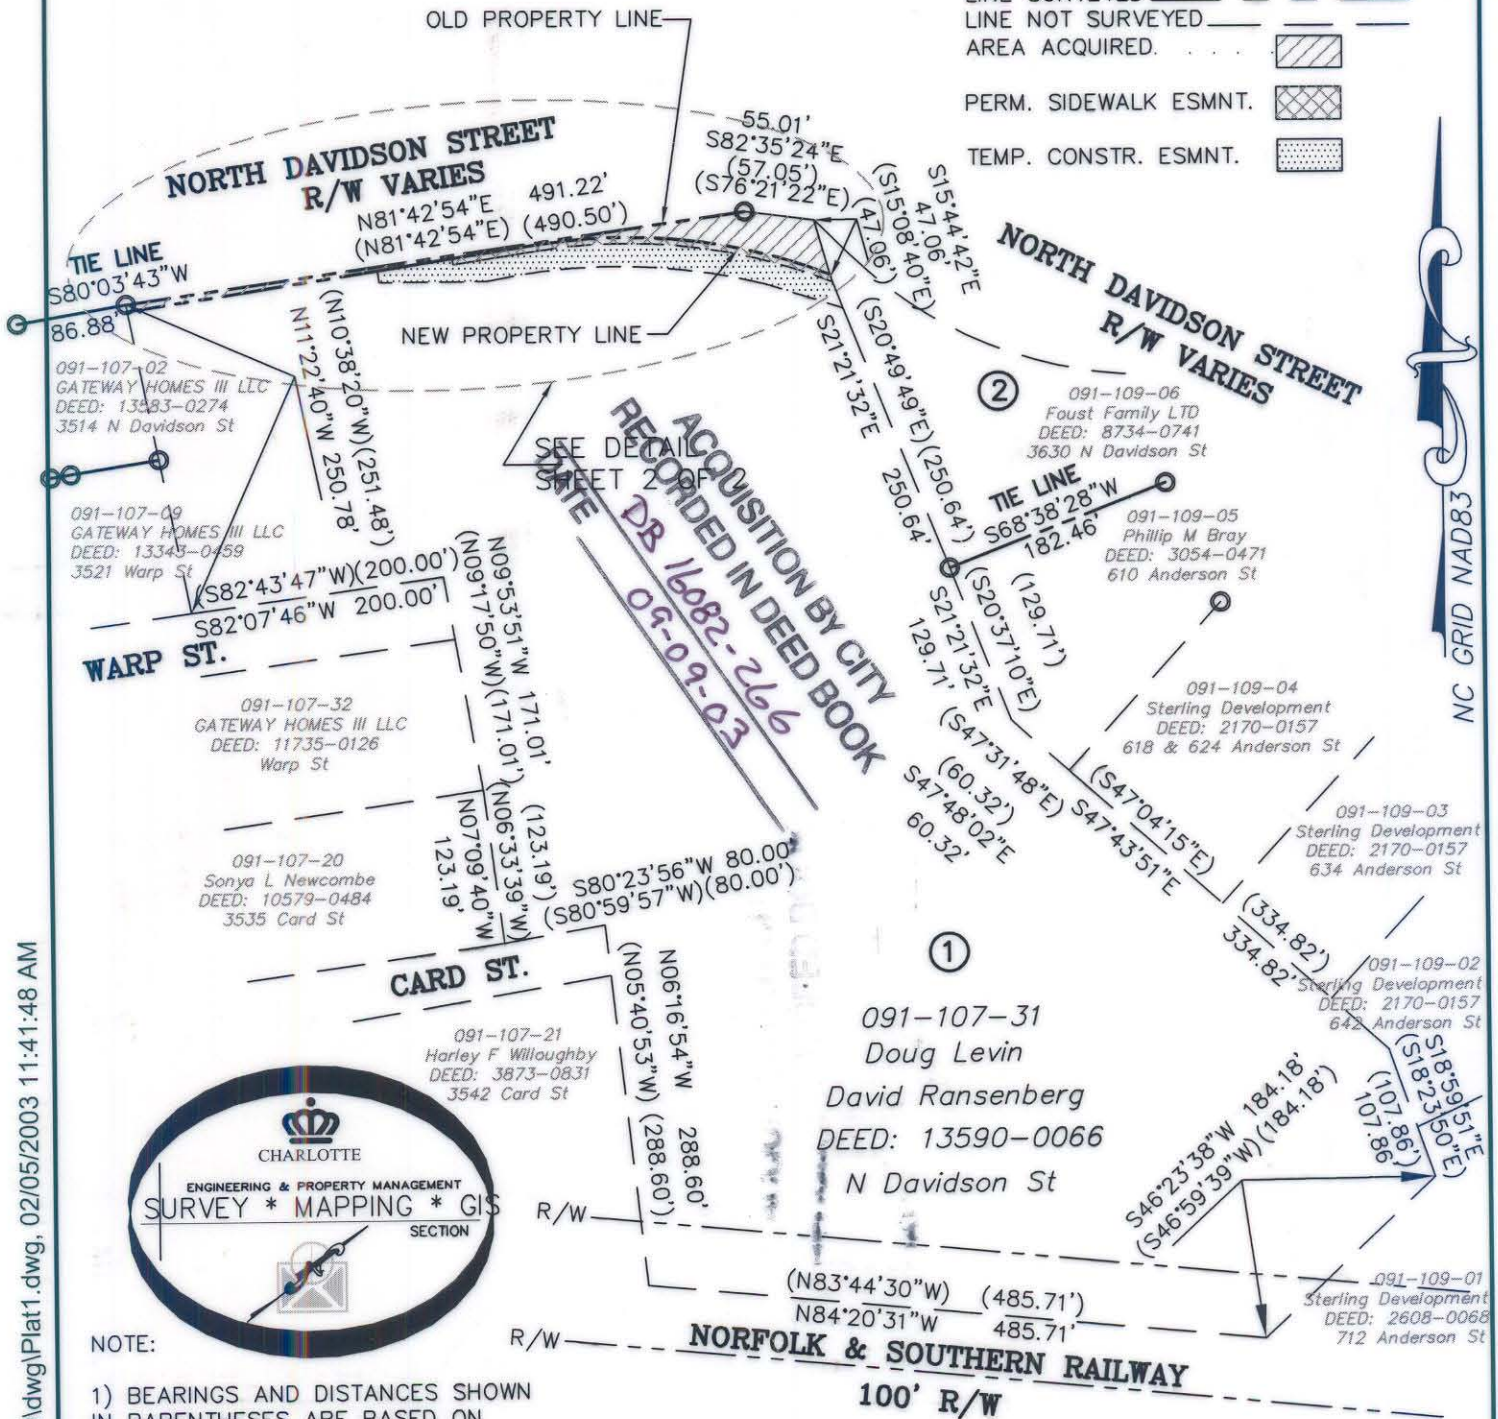 OLD PROPERTY LINE
LINE NOT SURVEYED
AREA ACQUIRED. . . .
PERM. SIDEWALK ESMNT.
TEMP. CONSTR. ESMNT.
NORTH DAVIDSON STREET
R/W VARIES
N81°42'54"E 491.22'
(N81°42'54"E) (490.50')
55.01'
S82°35'24"E
(57.05')
(S76°21'22"E)
(47.06')
(S15°08'40"E)
47.06'
S15°44'42"E
TIE LINE
S80°03'43"W
86.88'
NEW PROPERTY LINE
NORTH DAVIDSON STREET
R/W VARIES
091-107-02
GATEWAY HOMES III LLC
DEED: 13583-0274
3514 N Davidson St
(N10°38'20"W)(251.48')
N11°22'40"W 250.78'
SEE DETAIL
SHEET 2 OF 2
ACQUISITION BY CITY
RECORDED IN DEED BOOK
DB 16082-266
DATE 09-09-03
(S20°49'49"E)(250.64')
S21°21'32"E 250.64'
2
091-109-06
Foust Family LTD
DEED: 8734-0741
3630 N Davidson St
TIE LINE
S68°38'28"W
182.46'
091-109-05
Phillip M Bray
DEED: 3054-0471
610 Anderson St
NC GRID NAD83
091-107-09
GATEWAY HOMES III LLC
DEED: 13343-0459
3521 Warp St
(S82°43'47"W)(200.00')
S82°07'46"W 200.00'
WARP ST.
N09°53'51"W 171.01'
(N09°17'50"W)(171.01')
(129.71')
(S20°37'10"E)
S21°21'32"E
129.71'
091-109-04
Sterling Development
DEED: 2170-0157
618 & 624 Anderson St
091-107-32
GATEWAY HOMES III LLC
DEED: 11735-0126
Warp St
(S47°31'48"E)
(60.32')
S47°48'02"E
60.32'
(S47°04'15"E)
S47°43'51"E
(334.82')
334.82'
091-109-03
Sterling Development
DEED: 2170-0157
634 Anderson St
091-107-20
Sonya L Newcombe
DEED: 10579-0484
3535 Card St
(123.19')
(N06°33'39"W)
N07°09'40"W
123.19'
S80°23'56"W 80.00'
(S80°59'57"W)(80.00')
CARD ST.
091-109-02
Sterling Development
DEED: 2170-0157
642 Anderson St
1
091-107-31
Doug Levin
David Ransenberg
DEED: 13590-0066
N Davidson St
091-107-21
Harley F Willoughby
DEED: 3873-0831
3542 Card St
N06°16'54"W 288.60'
(N05°40'53"W) (288.60')
S18°59'51"E
(S18°23'50"E)
(107.86')
107.86'
S46°23'38"W 184.18'
(S46°59'39"W)(184.18')
CHARLOTTE
ENGINEERING & PROPERTY MANAGEMENT
SURVEY * MAPPING * GIS
SECTION
R/W
(N83°44'30"W) (485.71')
N84°20'31"W 485.71'
091-109-01
Sterling Development
DEED: 2608-0068
712 Anderson St
R/W
NORFOLK & SOUTHERN RAILWAY
100' R/W
NOTE:
1) BEARINGS AND DISTANCES SHOWN
IN PARENTHESES ARE BASED ON
\dwg\Plat1.dwg, 02/05/2003 11:41:48 AM